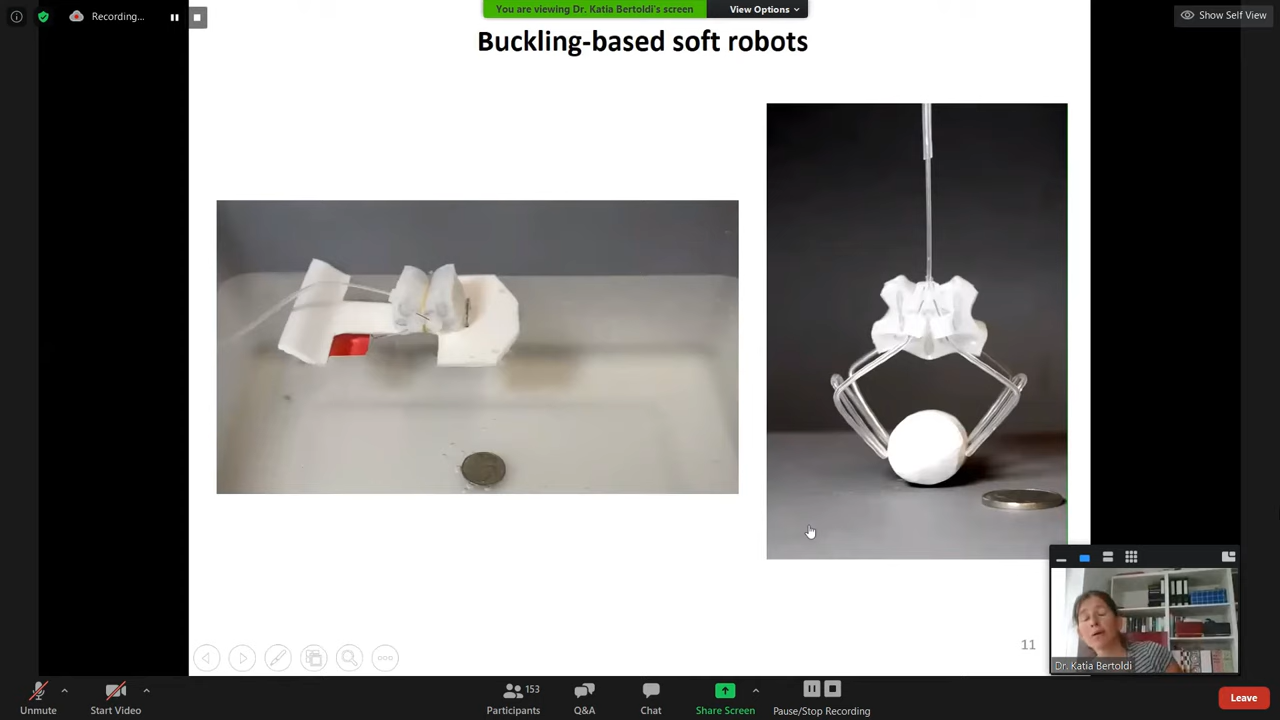 Recording...
You are viewing Dr. Katia Bertoldi's screen
View Options
Show Self View
Buckling-based soft robots
11
Dr. Katia Bertoldi
Unmute
Start Video
153
Participants
Q&A
Chat
Share Screen
Pause/Stop Recording
Leave